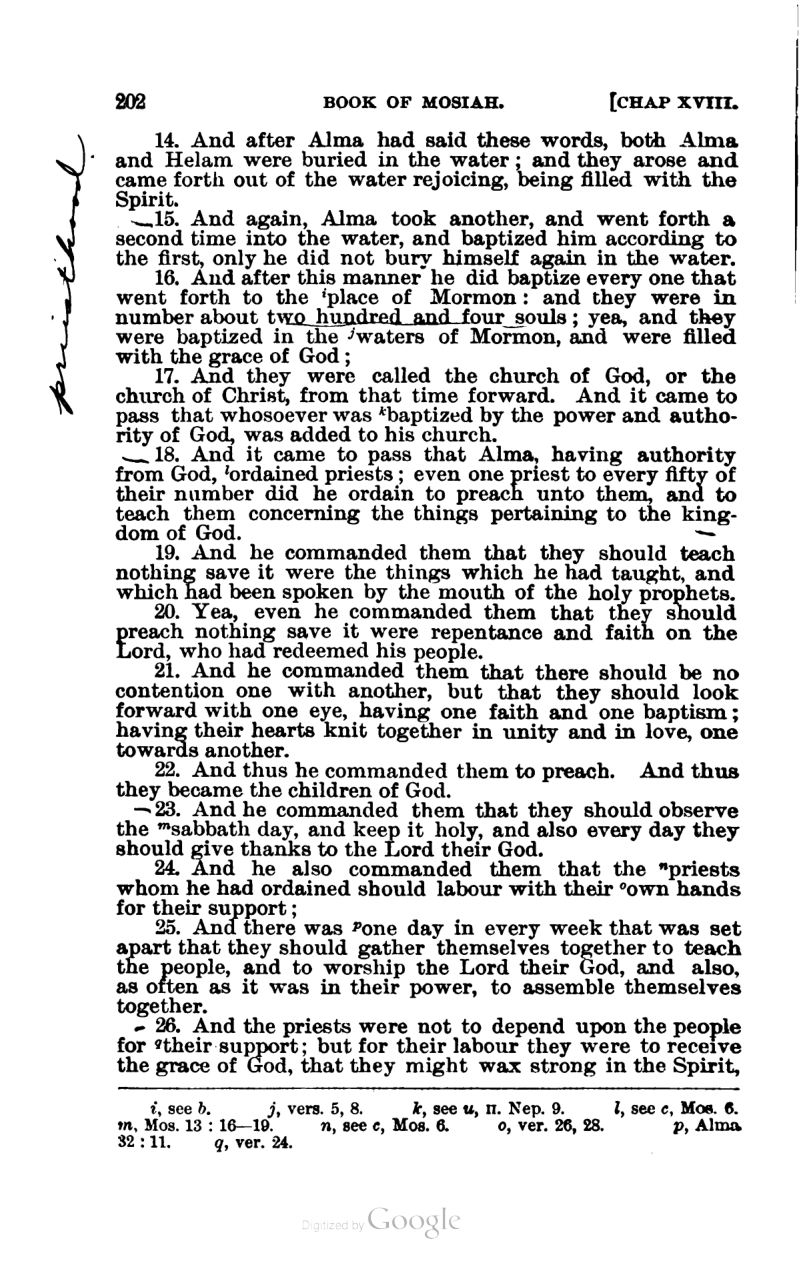 202 BOOK OF MOSIAH. [CHAP XVIII.
priesthood
14. And after Alma had said these words, both Alma
and Helam were buried in the water; and they arose and
came forth out of the water rejoicing, being filled with the
Spirit.
15. And again, Alma took another, and went forth a
second time into the water, and baptized him according to
the first, only he did not bury himself again in the water.
16. And after this manner he did baptize every one that
went forth to the iplace of Mormon: and they were in
number about two hundred and four souls; yea, and they
were baptized in the jwaters of Mormon, and were filled
with the grace of God;
17. And they were called the church of God, or the
church of Christ, from that time forward. And it came to
pass that whosoever was kbaptized by the power and autho-
rity of God, was added to his church.
18. And it came to pass that Alma, having authority
from God, lordained priests; even one priest to every fifty of
their number did he ordain to preach unto them, and to
teach them concerning the things pertaining to the king-
dom of God.
19. And he commanded them that they should teach
nothing save it were the things which he had taught, and
which had been spoken by the mouth of the holy prophets.
20. Yea, even he commanded them that they should
preach nothing save it were repentance and faith on the
Lord, who had redeemed his people.
21. And he commanded them that there should be no
contention one with another, but that they should look
forward with one eye, having one faith and one baptism;
having their hearts knit together in unity and in love, one
towards another.
22. And thus he commanded them to preach. And thus
they became the children of God.
23. And he commanded them that they should observe
the msabbath day, and keep it holy, and also every day they
should give thanks to the Lord their God.
24. And he also commanded them that the npriests
whom he had ordained should labour with their oown hands
for their support;
25. And there was pone day in every week that was set
apart that they should gather themselves together to teach
the people, and to worship the Lord their God, and also,
as often as it was in their power, to assemble themselves
together.
26. And the priests were not to depend upon the people
for qtheir support; but for their labour they were to receive
the grace of God, that they might wax strong in the Spirit,
i, see b. j, vers. 5, 8. k, see u, II. Nep. 9. l, see c, Mos. 6.
m, Mos. 13 : 16—19. n, see c, Mos. 6. o, ver. 26, 28. p, Alma
32 : 11. q, ver. 24.
Digitized by Google